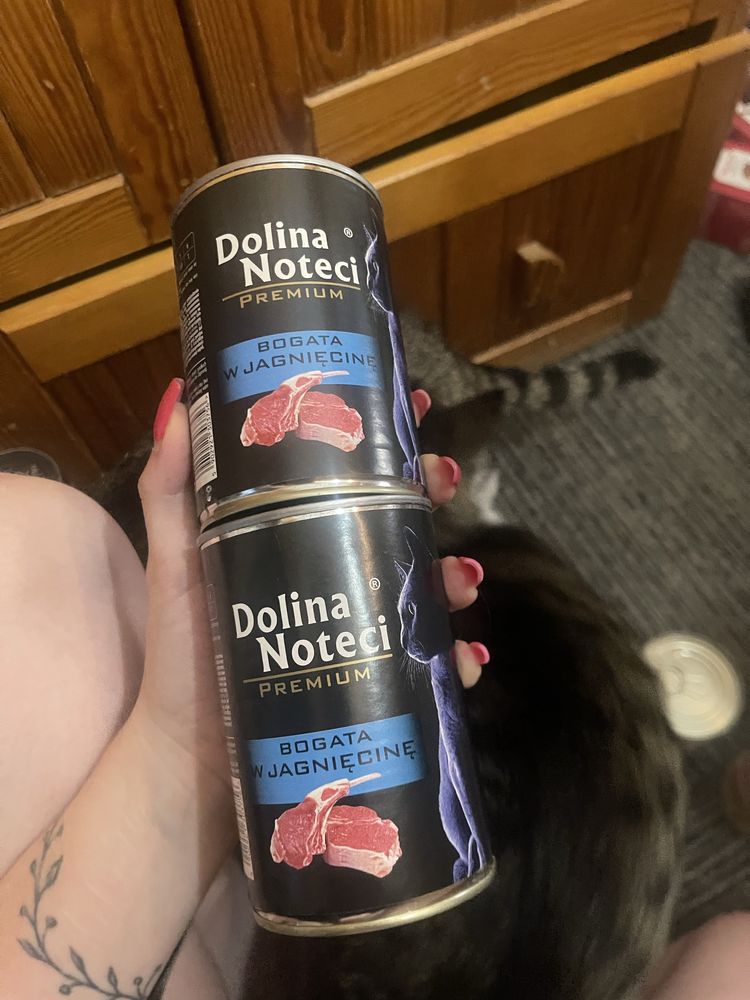 Dolina ®
Noteci
PREMIUM
BOGATA
W JAGNIĘCINĘ
Dolina ®
Noteci
PREMIUM
BOGATA
W JAGNIĘCINĘ